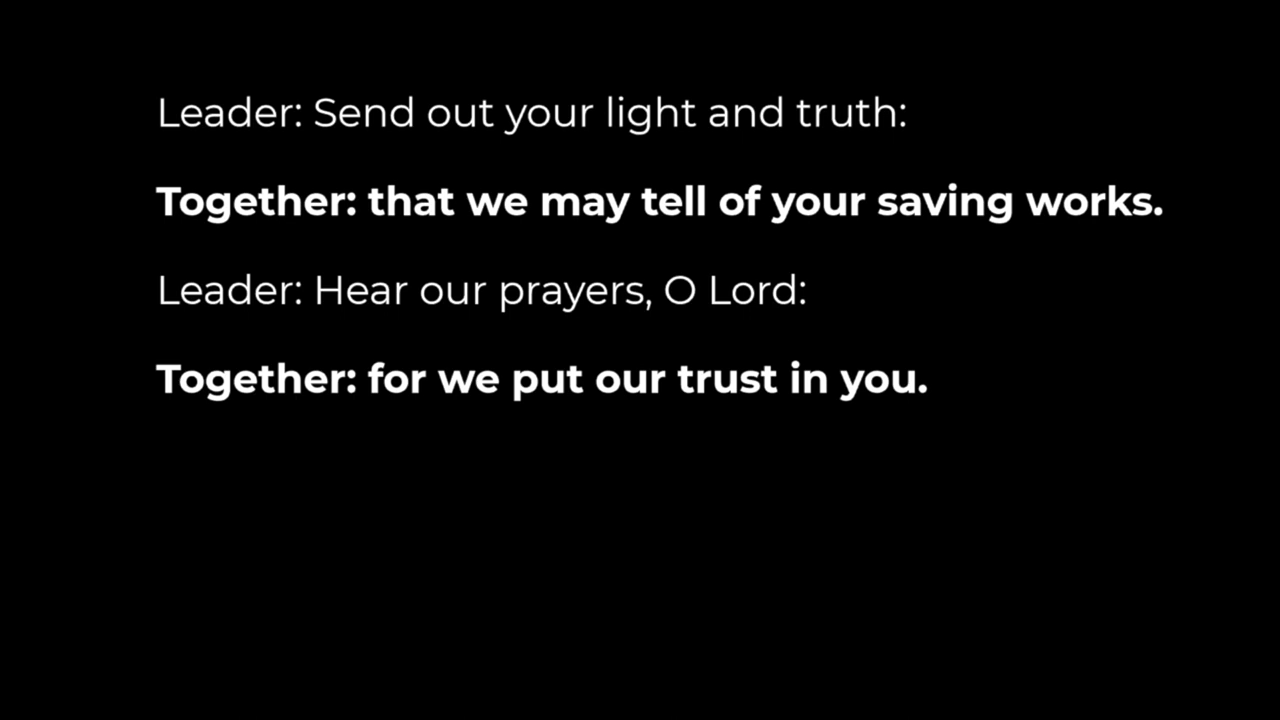 Leader: Send out your light and truth:
Together: that we may tell of your saving works.
Leader: Hear our prayers, O Lord:
Together: for we put our trust in you.